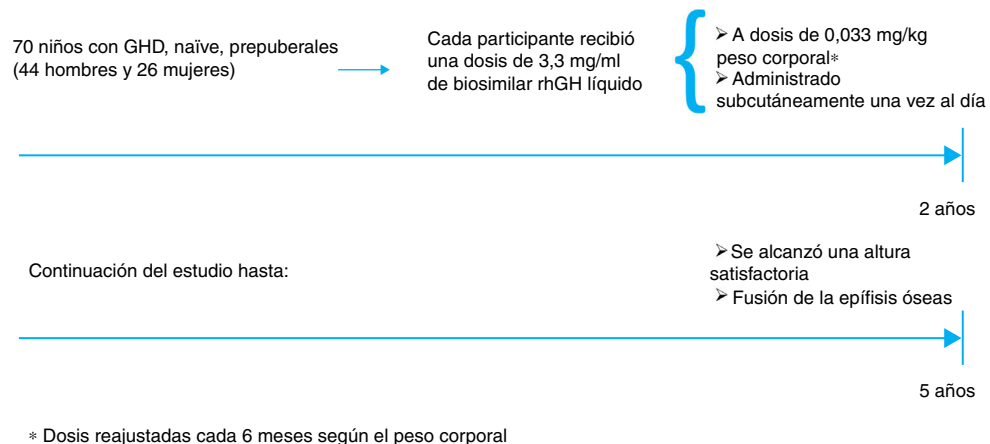 70 niños con GHD, naïve, prepuberales
(44 hombres y 26 mujeres)
Cada participante recibió
una dosis de 3,3 mg/ml
de biosimilar rhGH líquido
➢ A dosis de 0,033 mg/kg
peso corporal*
➢ Administrado
subcutáneamente una vez al día
2 años
Continuación del estudio hasta:
➢ Se alcanzó una altura
satisfactoria
➢ Fusión de la epífisis óseas
5 años
* Dosis reajustadas cada 6 meses según el peso corporal